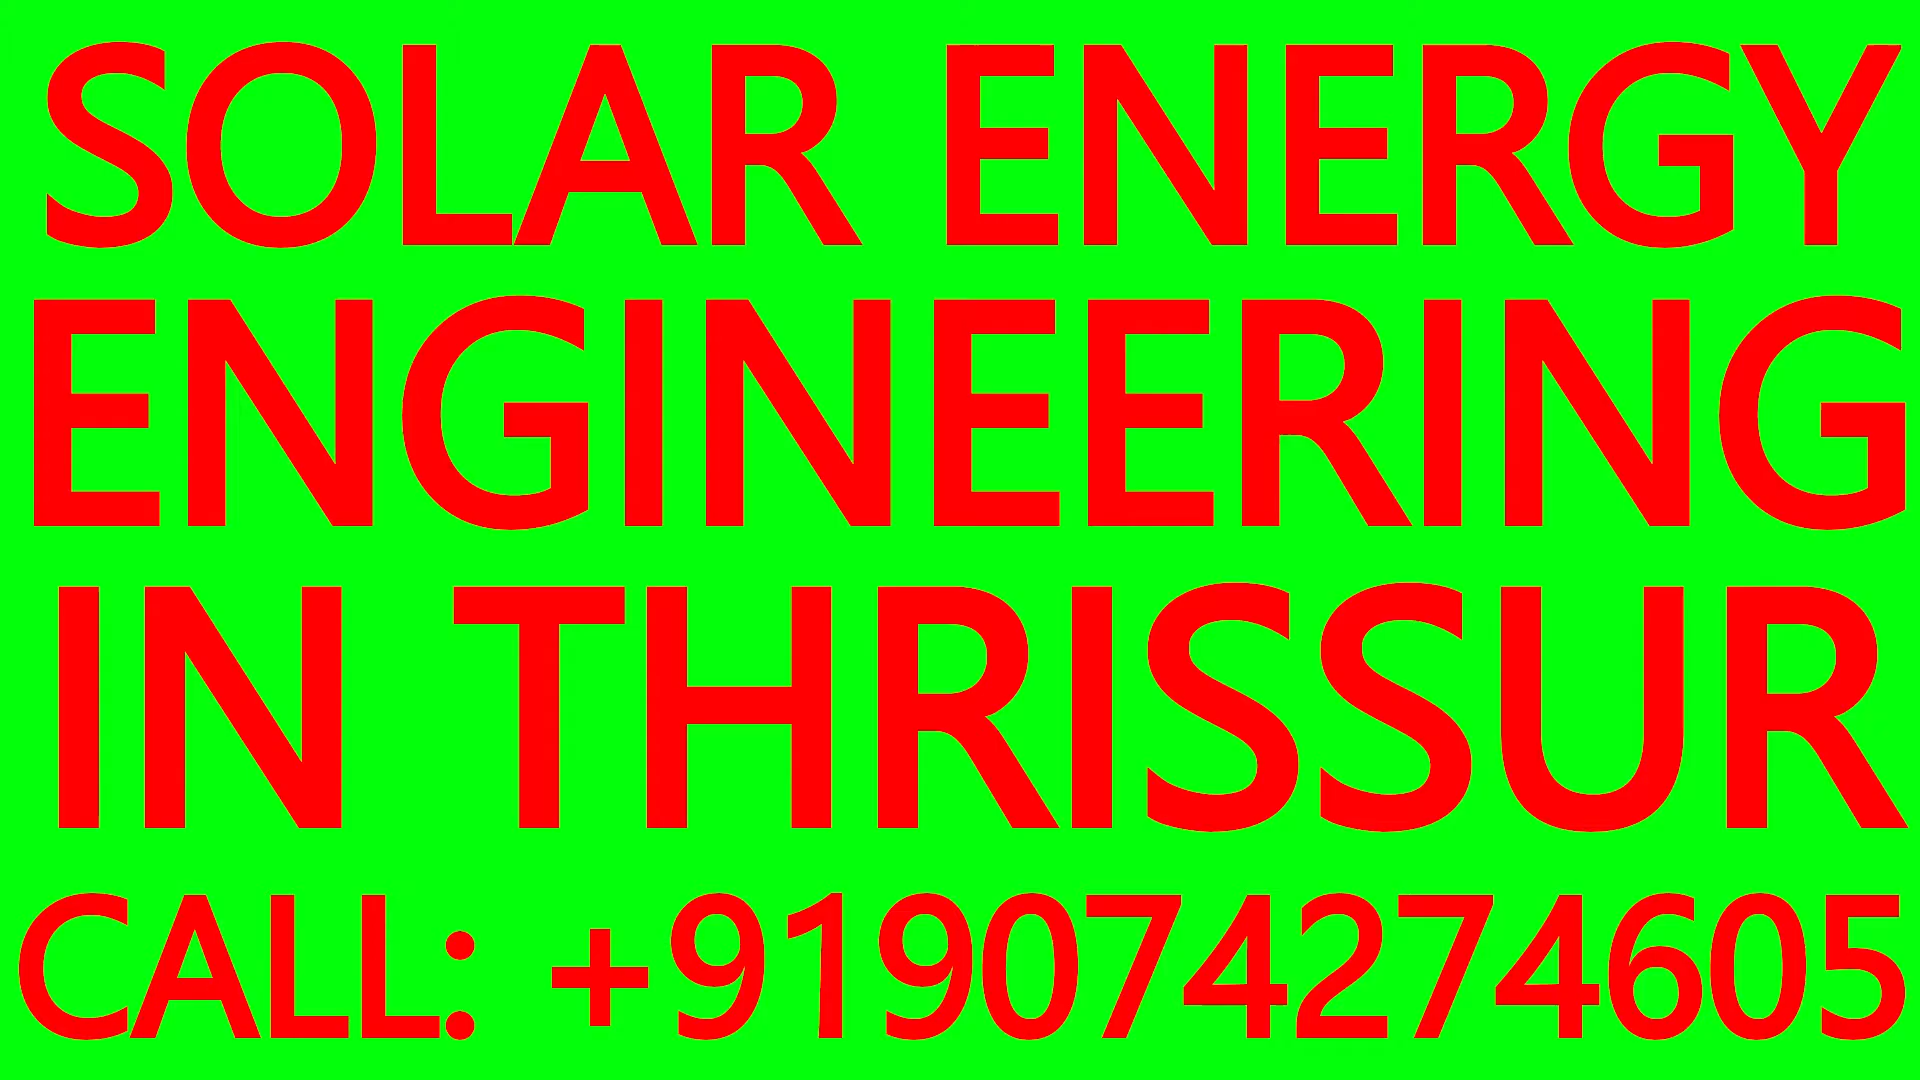 SOLAR ENERGY
ENGINEERING
IN THRISSUR
CALL: +919074274605